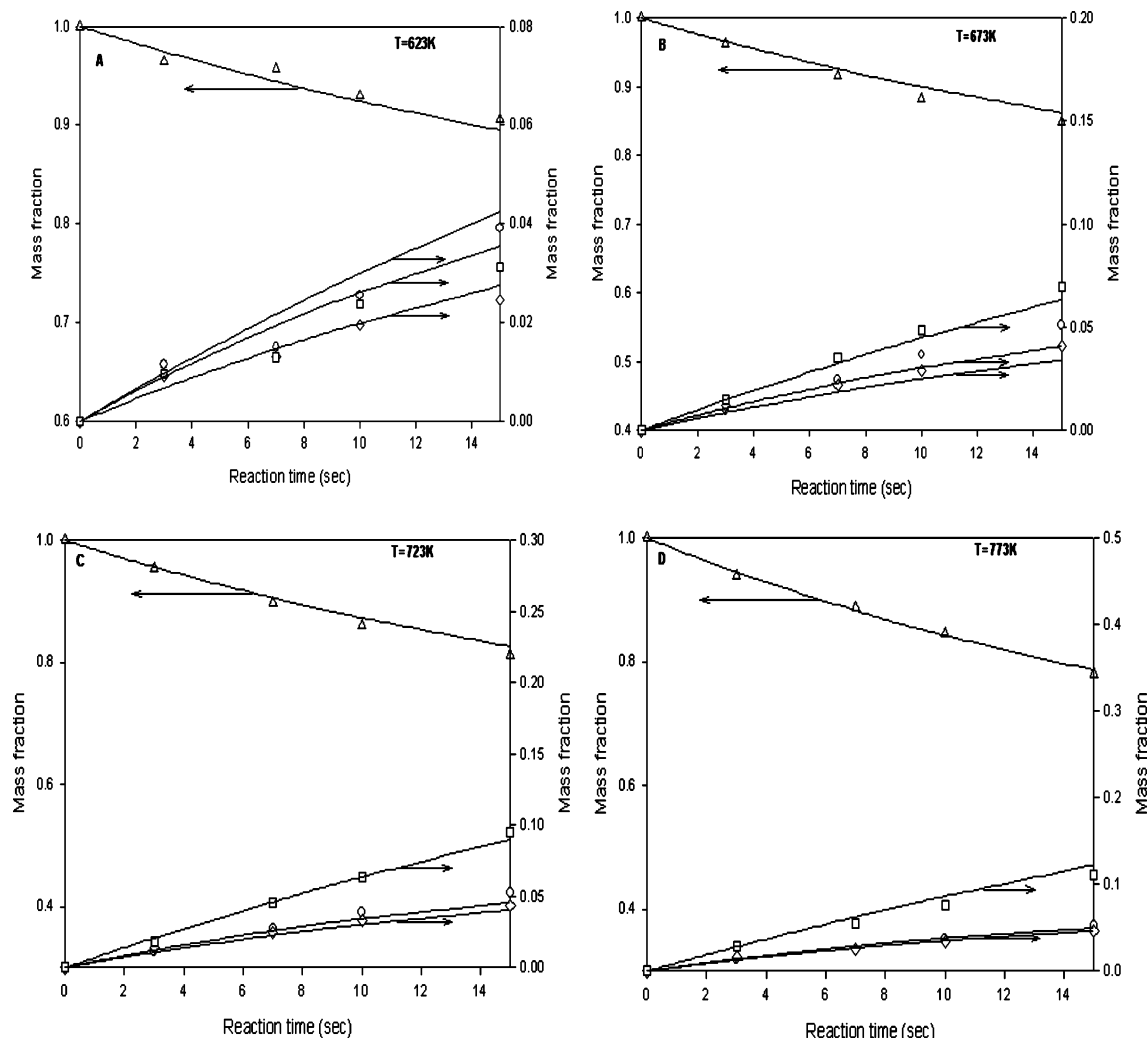 A
T=623K
1.0
0.9
0.8
0.7
0.6
0.08
0.06
0.04
0.02
0.00
Mass fraction
Mass fraction
0 2 4 6 8 10 12 14
Reaction time (sec)
B
T=673K
1.0
0.9
0.8
0.7
0.6
0.5
0.4
0.20
0.15
0.10
0.05
0.00
Mass fraction
Mass fraction
0 2 4 6 8 10 12 14
Reaction time (sec)
C
T=723K
1.0
0.8
0.6
0.4
0.30
0.25
0.20
0.15
0.10
0.05
0.00
Mass fraction
Mass fraction
0 2 4 6 8 10 12 14
Reaction time (sec)
D
T=773K
1.0
0.8
0.6
0.4
0.5
0.4
0.3
0.2
0.1
0.0
Mass fraction
Mass fraction
0 2 4 6 8 10 12 14
Reaction time (sec)